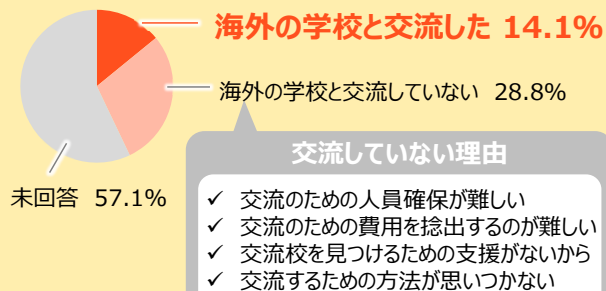 海外の学校と交流した 14.1%
海外の学校と交流していない 28.8%
交流していない理由
未回答 57.1%
✓ 交流のための人員確保が難しい
✓ 交流のための費用を捻出するのが難しい
✓ 交流校を見つけるための支援がないから
✓ 交流するための方法が思いつかない